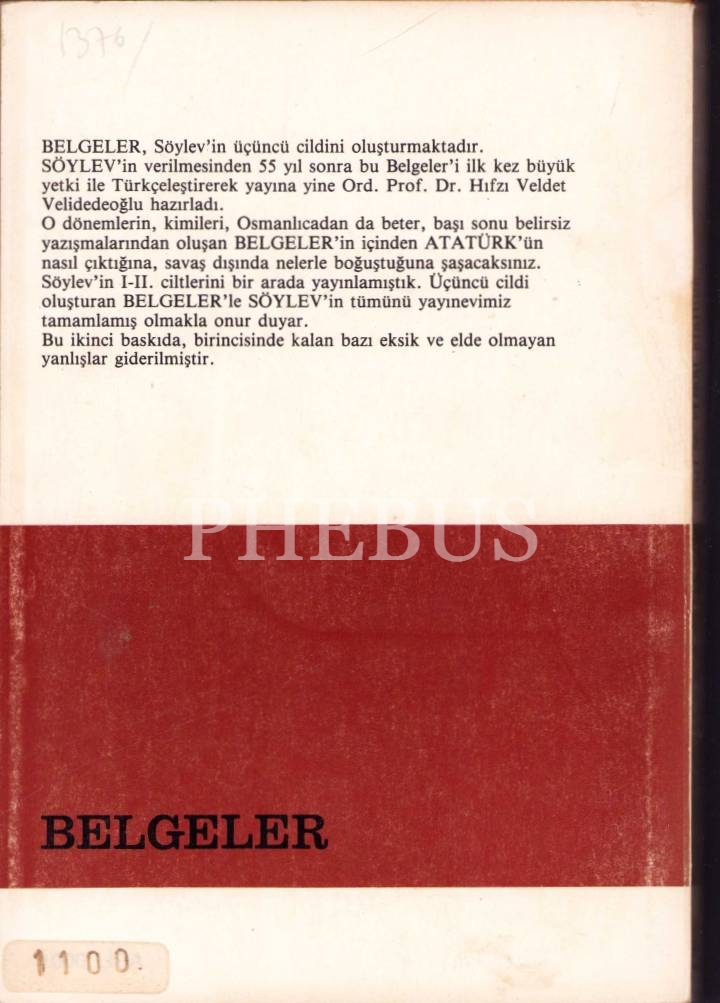 1376/
BELGELER, Söylev'in üçüncü cildini oluşturmaktadır.
SÖYLEV'in verilmesinden 55 yıl sonra bu Belgeler'i ilk kez büyük
yetki ile Türkçeleştirerek yayına yine Ord. Prof. Dr. Hıfzı Veldet
Velidedeoğlu hazırladı.
O dönemlerin, kimileri, Osmanlıcadan da beter, başı sonu belirsiz
yazışmalarından oluşan BELGELER'in içinden ATATÜRK'ün
nasıl çıktığına, savaş dışında nelerle boğuştuğuna şaşacaksınız.
Söylev'in I-II. ciltlerini bir arada yayınlamıştık. Üçüncü cildi
oluşturan BELGELER'le SÖYLEV'in tümünü yayınevimiz
tamamlamış olmakla onur duyar.
Bu ikinci baskıda, birincisinde kalan bazı eksik ve elde olmayan
yanlışlar giderilmiştir.
PHEBUS
BELGELER
1100.